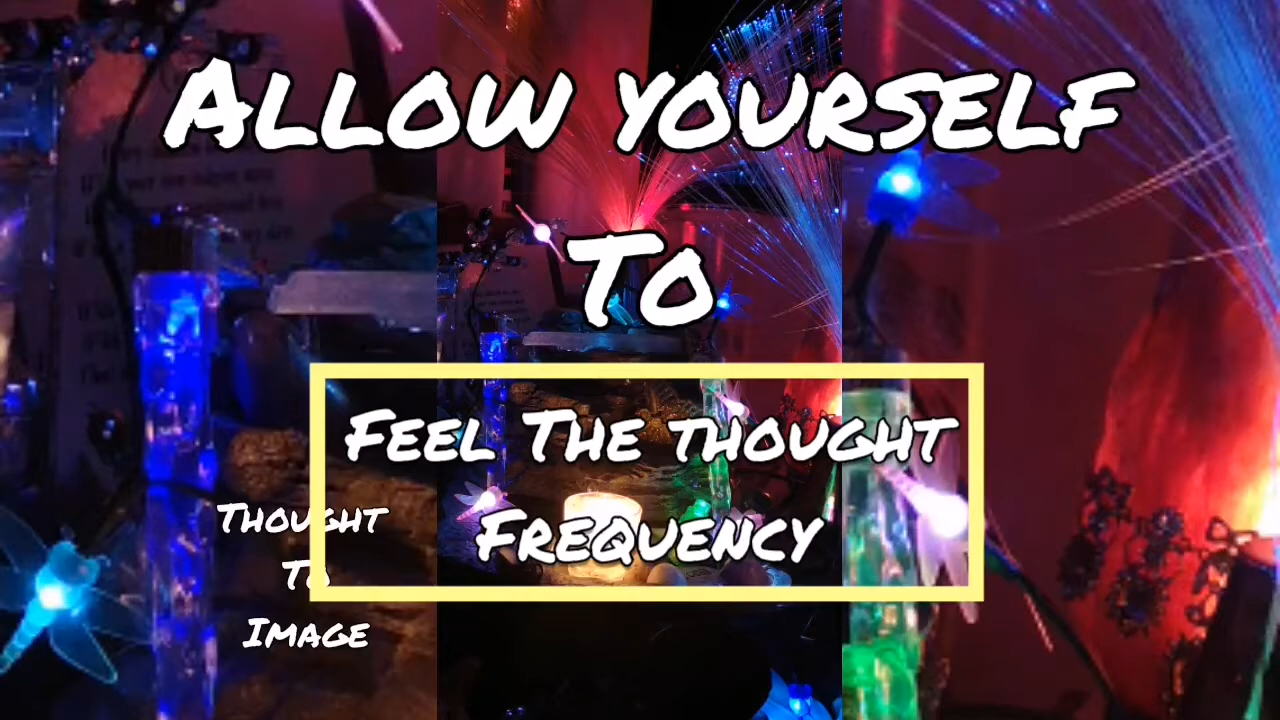 Allow yourself
To
Feel The thought
Frequency
Thought
To
Image